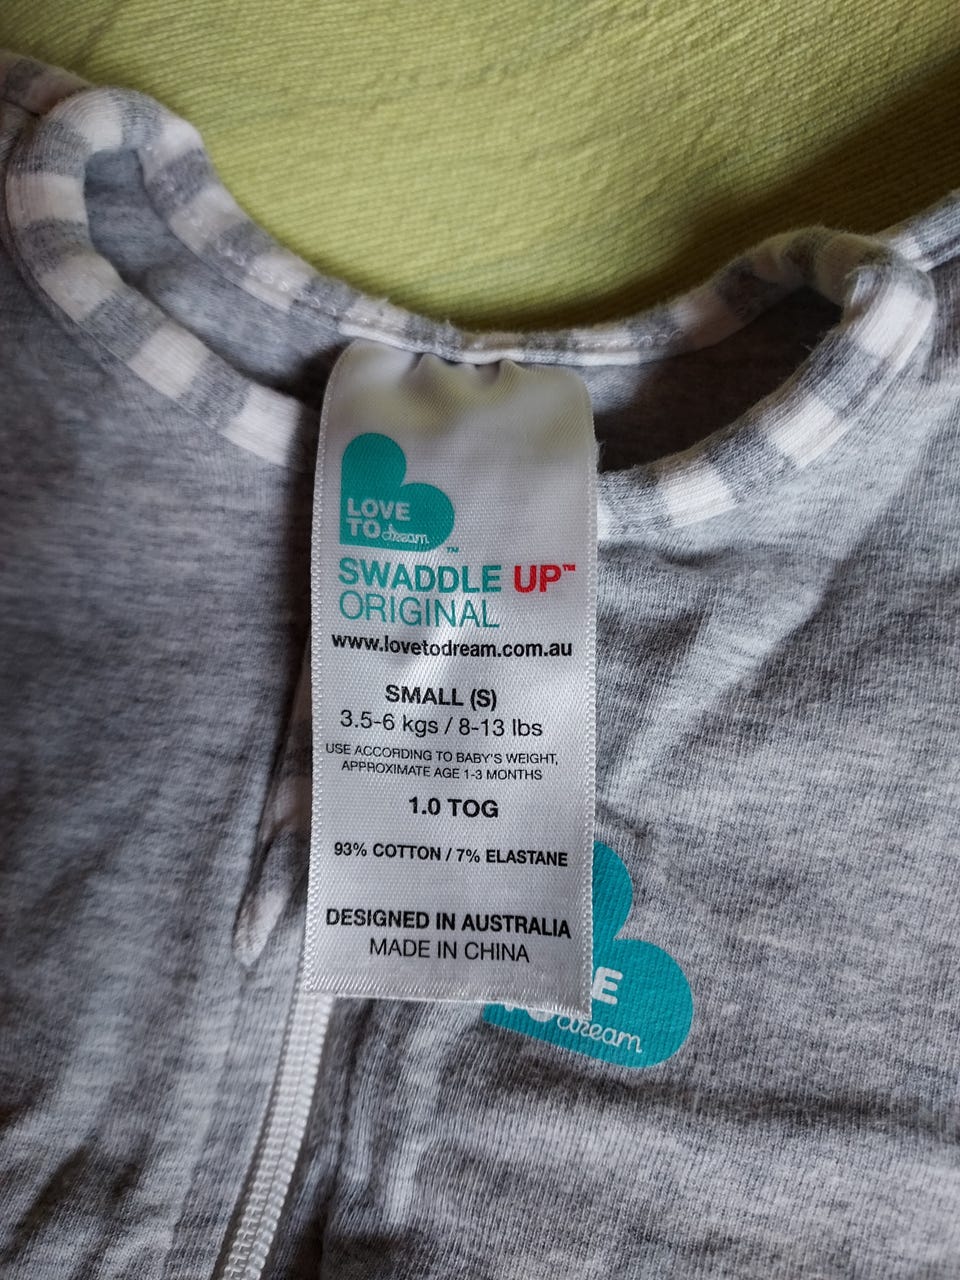 LOVE
TO dream™
SWADDLE UP™
ORIGINAL
www.lovetodream.com.au
SMALL (S)
3.5-6 kgs / 8-13 lbs
USE ACCORDING TO BABY'S WEIGHT,
APPROXIMATE AGE 1-3 MONTHS
1.0 TOG
93% COTTON / 7% ELASTANE
DESIGNED IN AUSTRALIA
MADE IN CHINA
dream